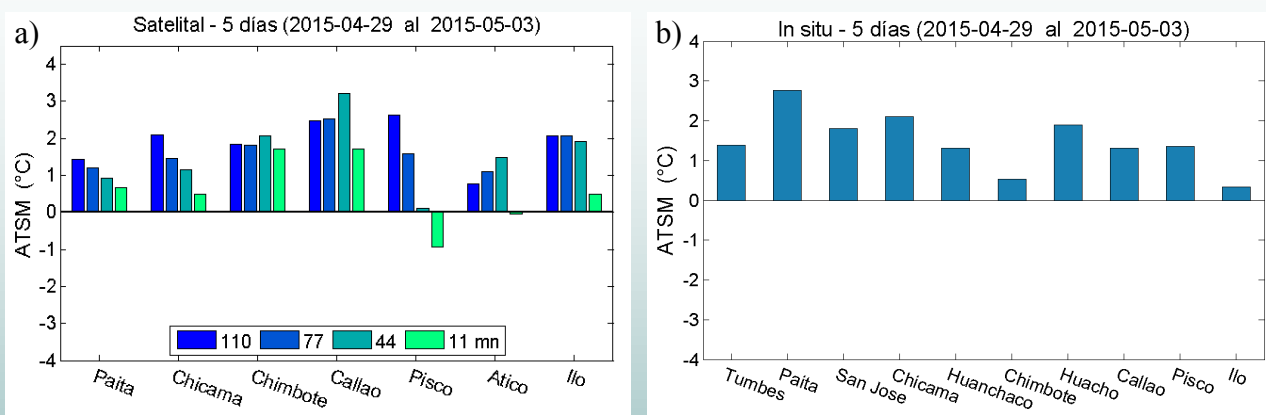 a)
Satelital - 5 días (2015-04-29 al 2015-05-03)
ATSM (°C)
4
3
2
1
0
-1
-2
-3
-4
110 77 44 11 mn
Paita Chicama Chimbote Callao Pisco Atico Ilo
b)
In situ - 5 días (2015-04-29 al 2015-05-03)
ATSM (°C)
4
3
2
1
0
-1
-2
-3
-4
Tumbes Paita San Jose Chicama Huanchaco Chimbote Huacho Callao Pisco Ilo